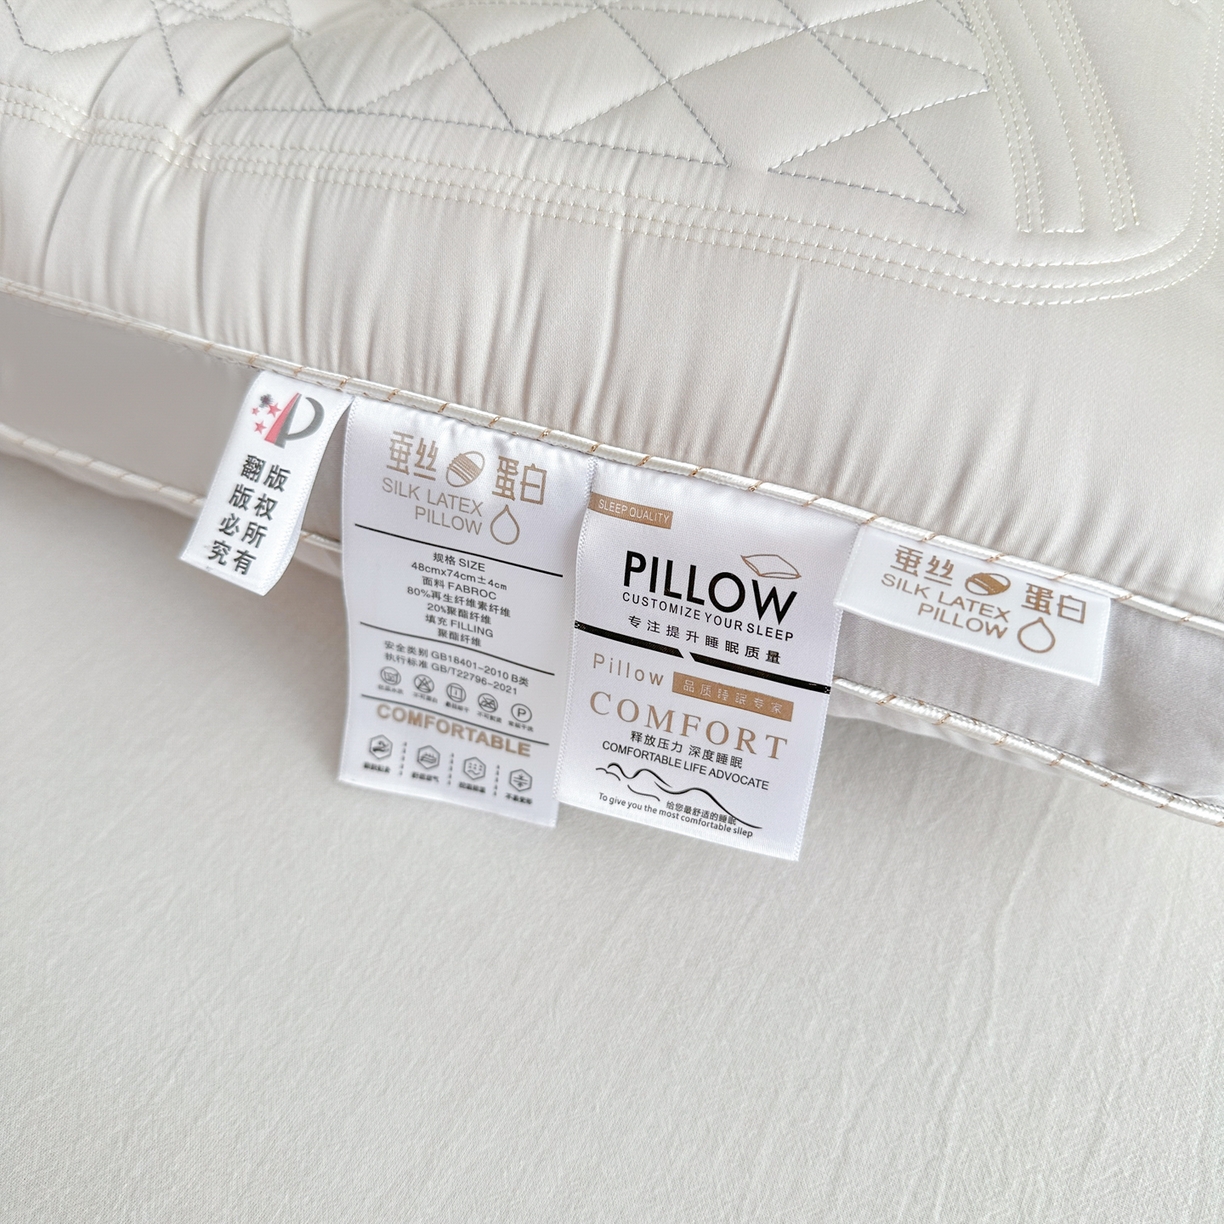 翻版
版权
必所
究有
蚕丝 蛋白
SILK LATEX
PILLOW
规格 SIZE
48cmx74cm±4cm
面料 FABROC
80%再生纤维素纤维
20%聚酯纤维
填充 FILLING
聚酯纤维
安全类别 GB18401-2010 B类
执行标准 GB/T22796-2021
COMFORTABLE
SLEEP QUALITY
PILLOW
CUSTOMIZE YOUR SLEEP
专注提升睡眠质量
Pillow 品质睡眠专家
COMFORT
释放压力 深度睡眠
COMFORTABLE LIFE ADVOCATE
给您最舒适的睡眠
To give you the most comfortable sleep
蚕丝 蛋白
SILK LATEX
PILLOW